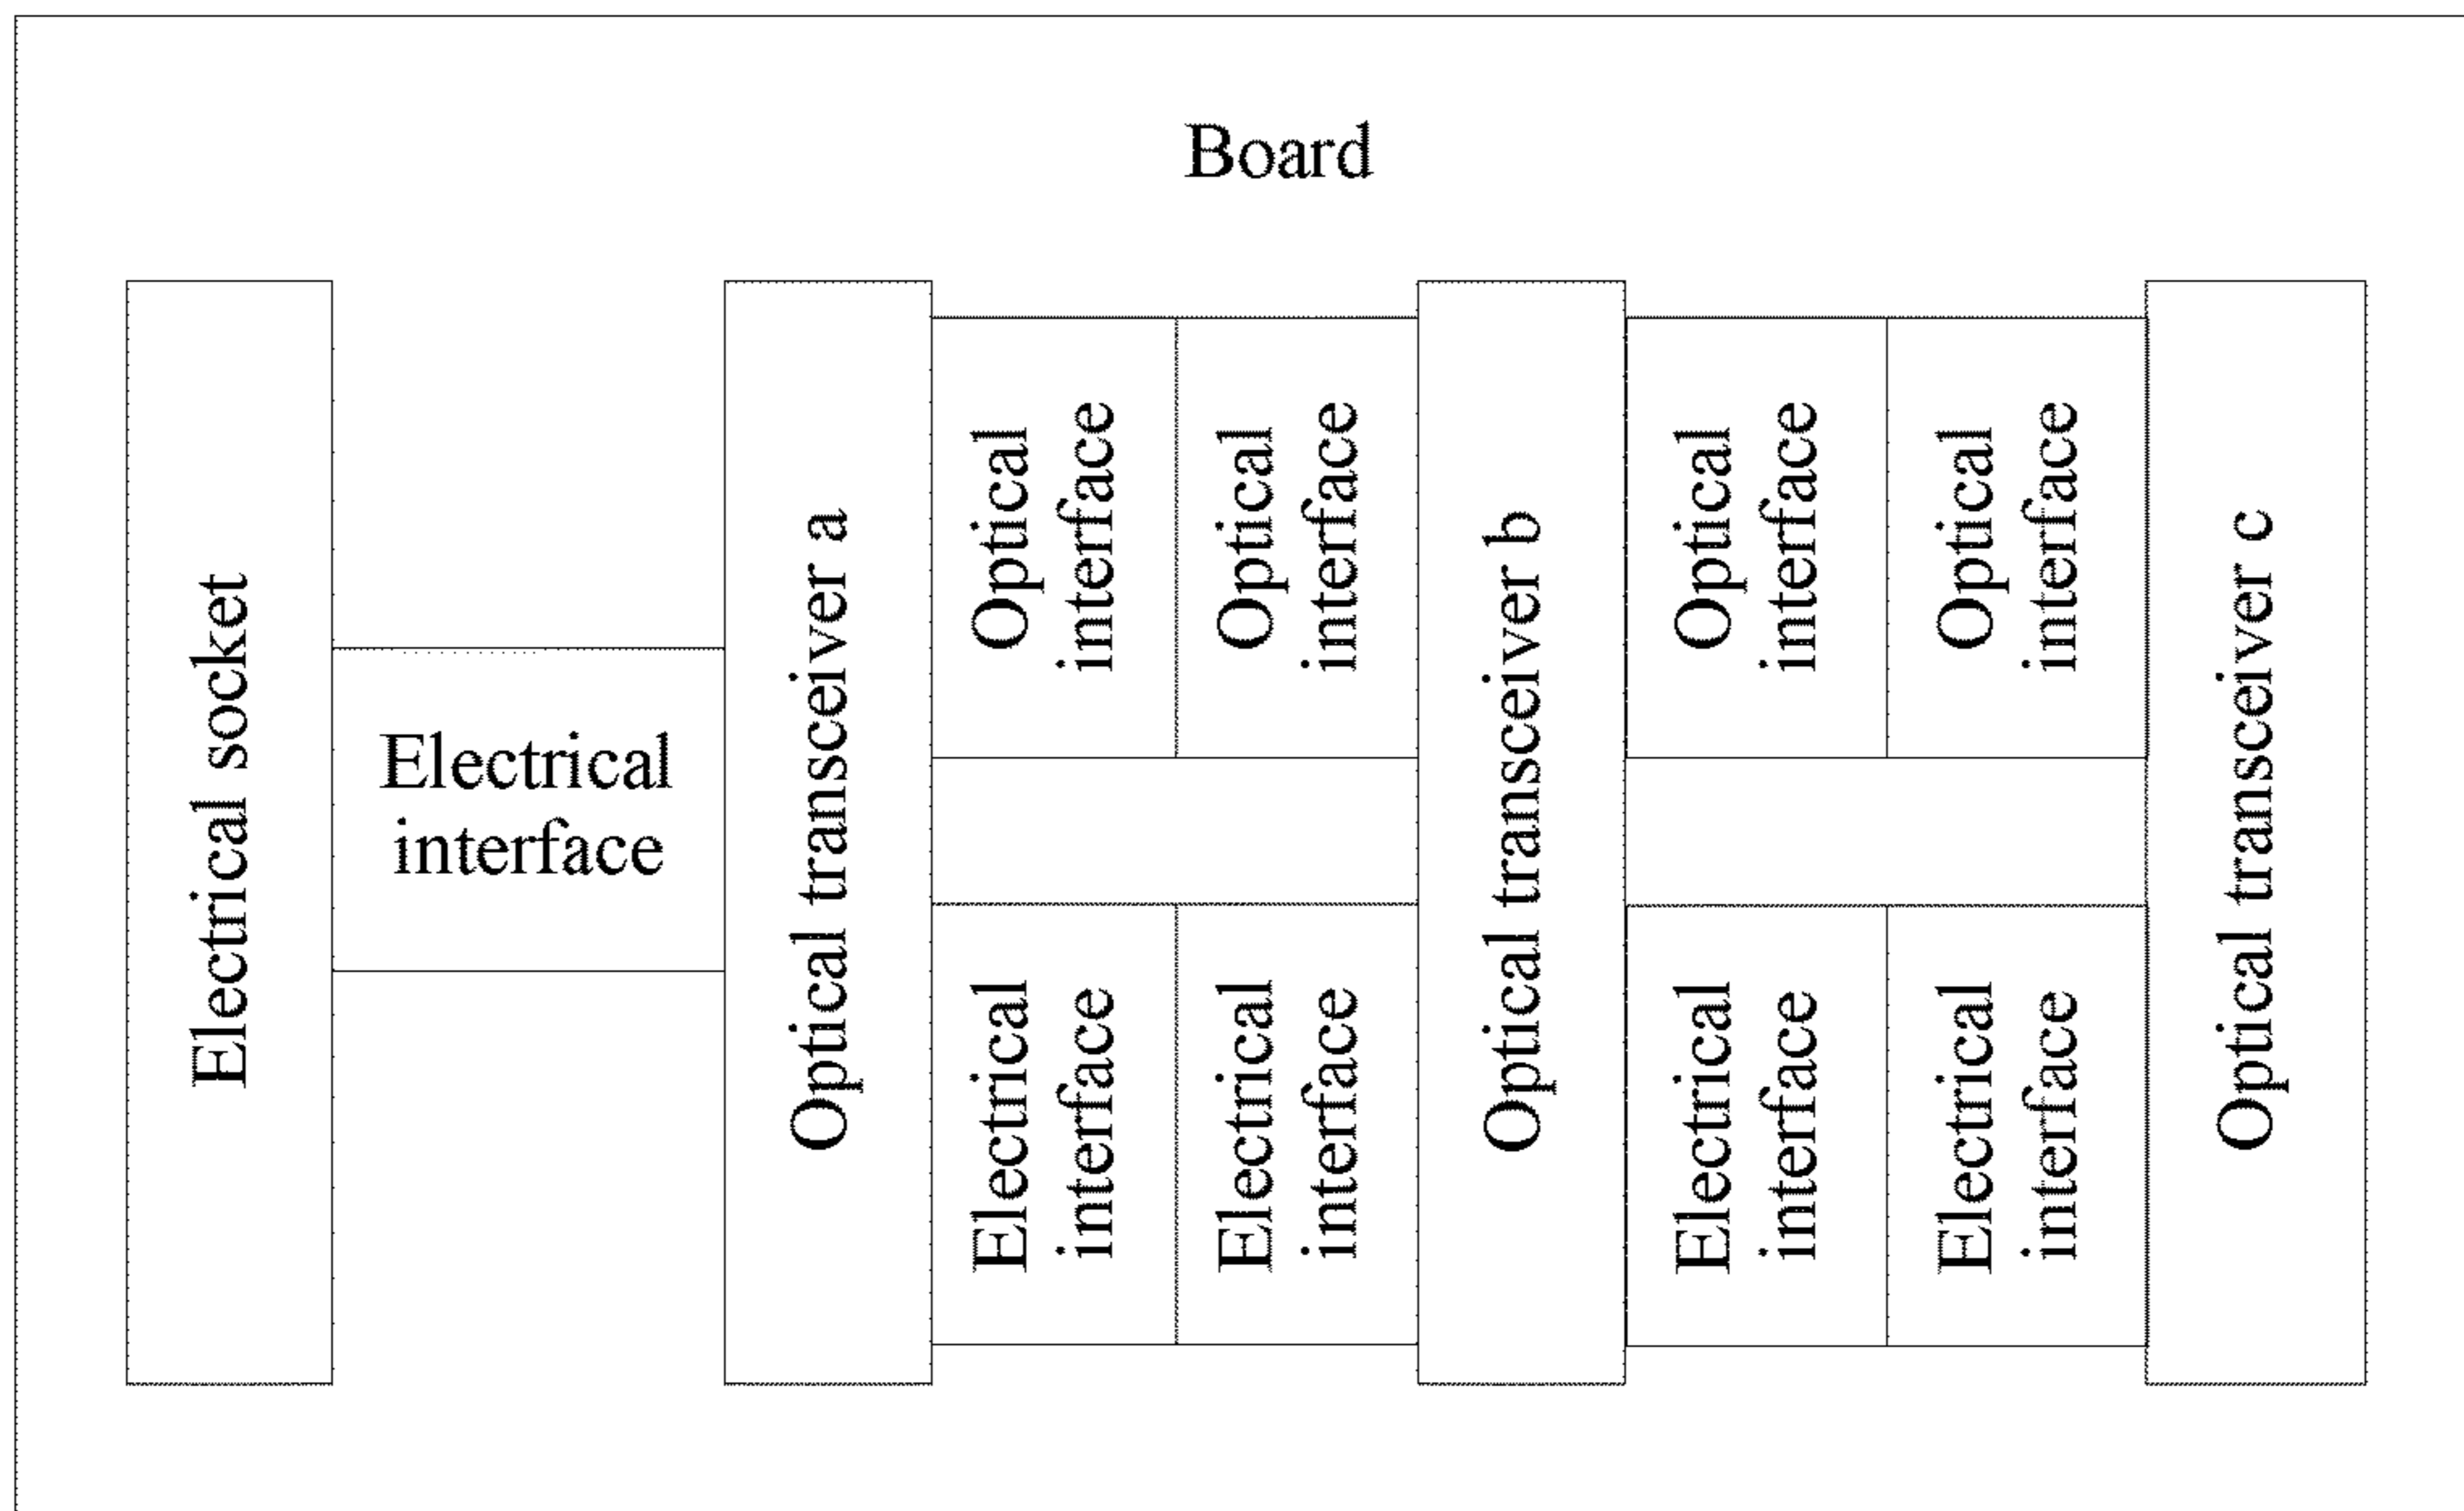 Board
Electrical socket
Electrical
interface
Optical transceiver a
Optical
interface
Optical
interface
Electrical
interface
Electrical
interface
Optical transceiver b
Optical
interface
Optical
interface
Electrical
interface
Electrical
interface
Optical transceiver c